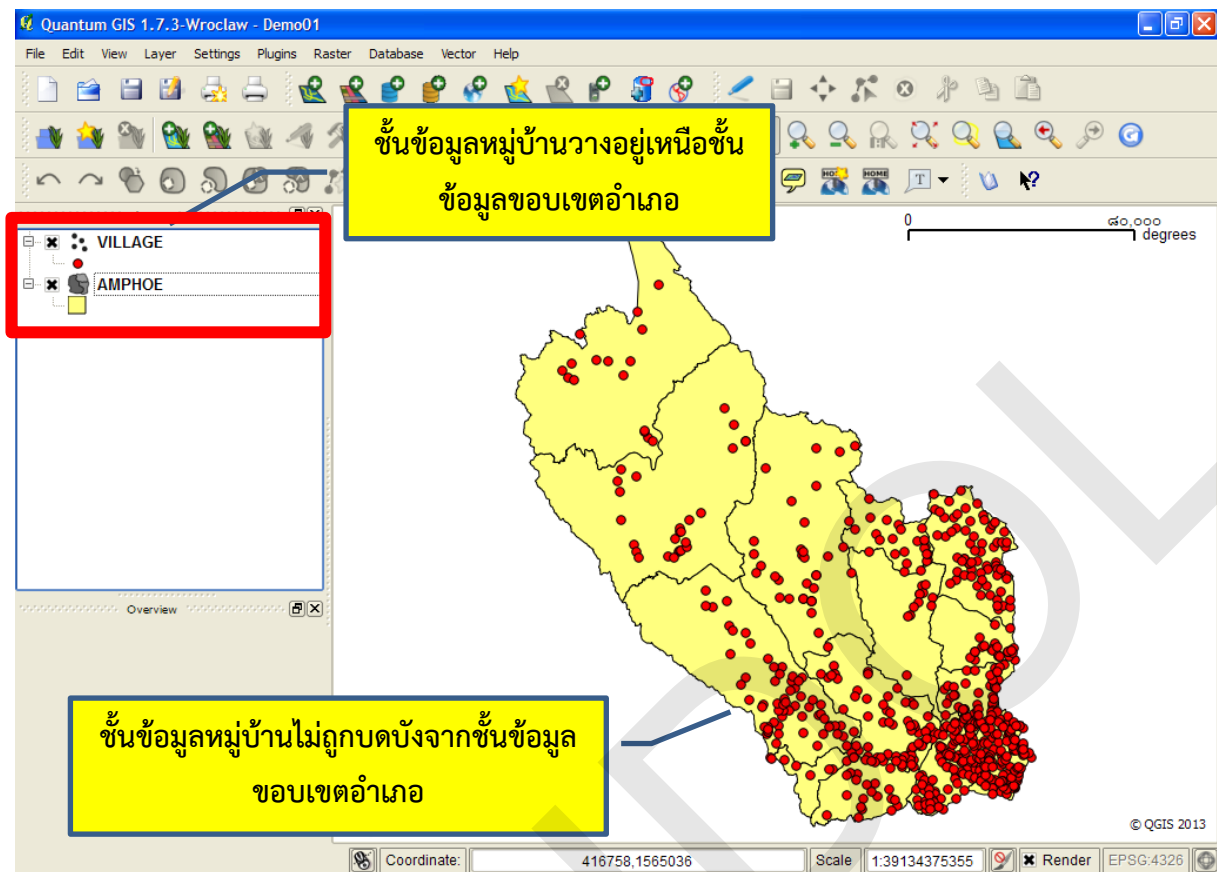 Quantum GIS 1.7.3-Wroclaw - Demo01
File Edit View Layer Settings Plugins Raster Database Vector Help
ชั้นข้อมูลหมู่บ้านวางอยู่เหนือชั้น
ข้อมูลขอบเขตอำเภอ
VILLAGE
AMPHOE
0 ๘๐,๐๐๐
degrees
Overview
ชั้นข้อมูลหมู่บ้านไม่ถูกบดบังจากชั้นข้อมูล
ขอบเขตอำเภอ
© QGIS 2013
Coordinate: 416758,1565036 Scale 1:39134375355 Render EPSG:4326